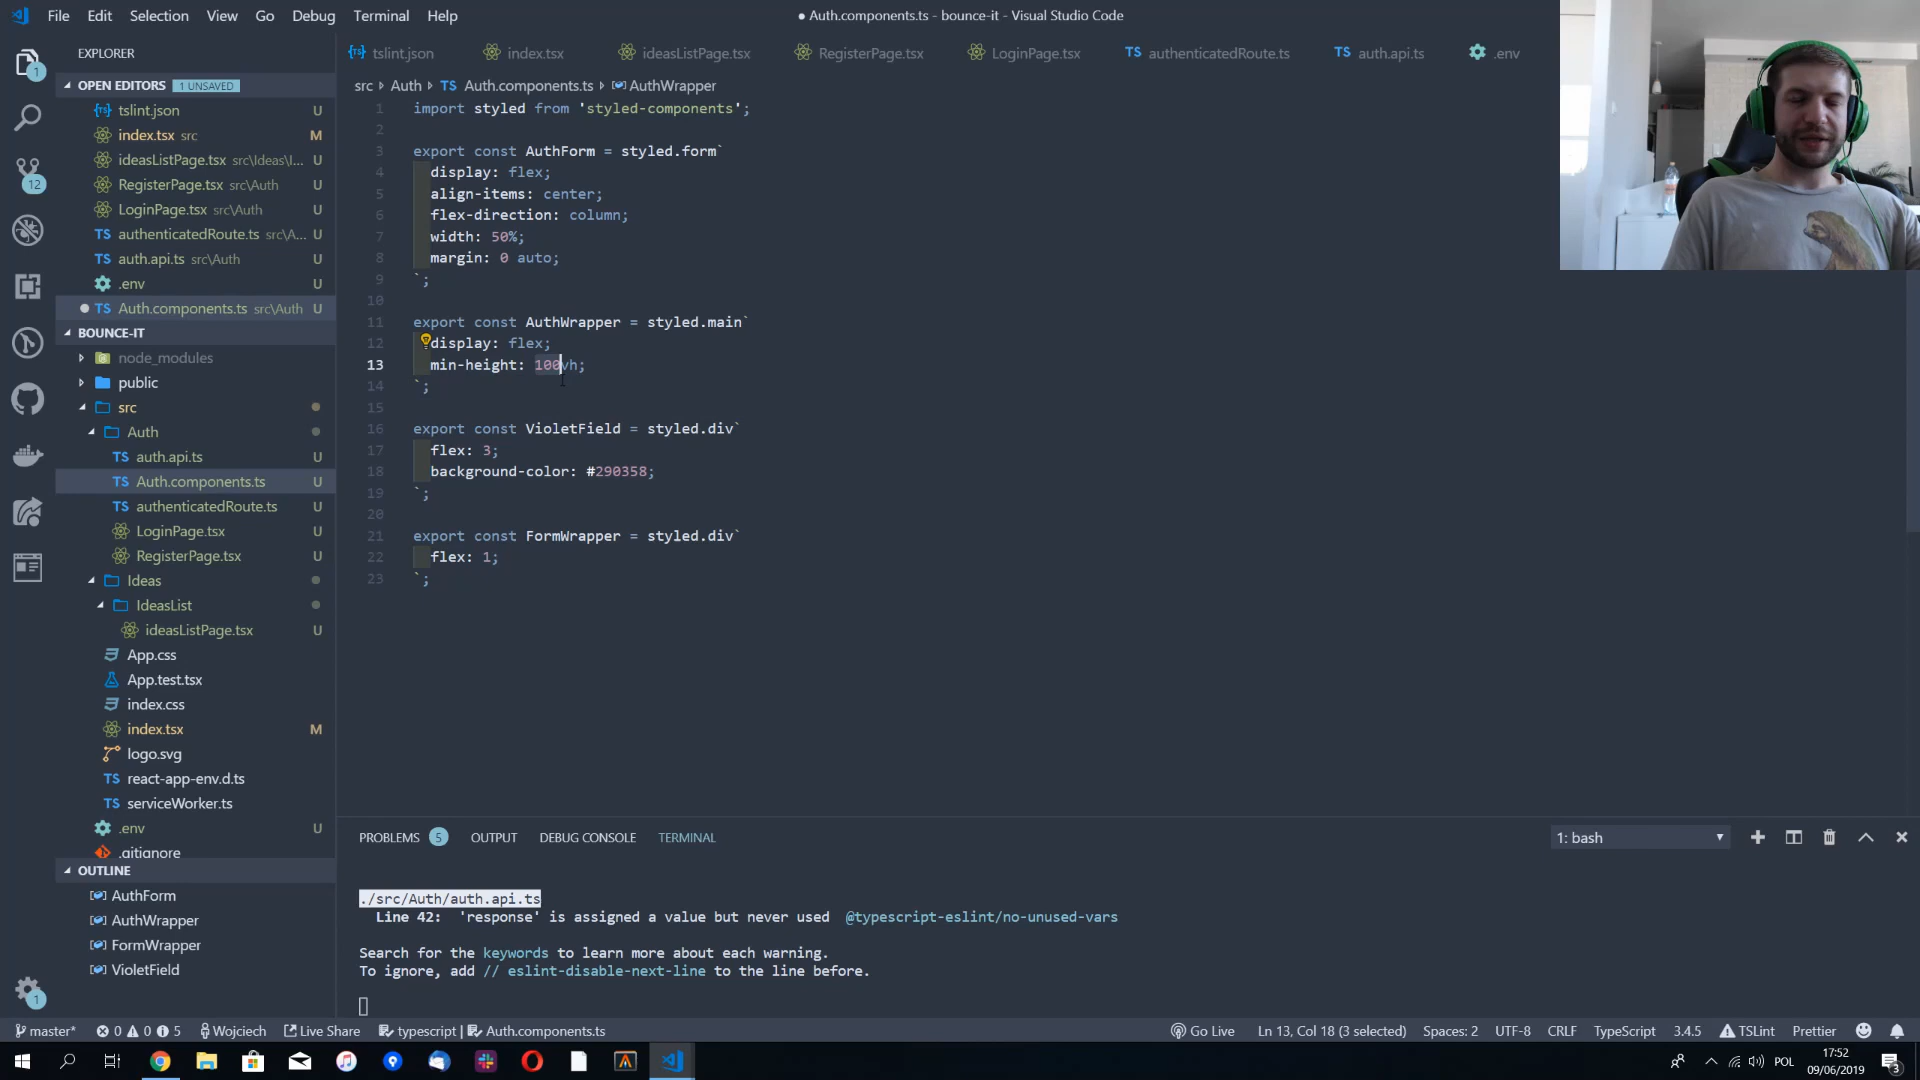 File Edit Selection View Go Debug Terminal Help
● Auth.components.ts - bounce-it - Visual Studio Code
EXPLORER
OPEN EDITORS 1 UNSAVED
tslint.json U
index.tsx src M
ideasListPage.tsx src\Ideas\I... U
RegisterPage.tsx src\Auth U
LoginPage.tsx src\Auth U
authenticatedRoute.ts src\A... U
auth.api.ts src\Auth U
.env U
Auth.components.ts src\Auth U
BOUNCE-IT
node_modules
public
src
Auth
auth.api.ts U
Auth.components.ts U
authenticatedRoute.ts U
LoginPage.tsx U
RegisterPage.tsx U
Ideas
IdeasList
ideasListPage.tsx U
App.css
App.test.tsx
index.css
index.tsx M
logo.svg
react-app-env.d.ts
serviceWorker.ts
.env U
.gitignore
OUTLINE
AuthForm
AuthWrapper
FormWrapper
VioletField
1
12
1
tslint.json index.tsx ideasListPage.tsx RegisterPage.tsx LoginPage.tsx TS authenticatedRoute.ts TS auth.api.ts .env
src Auth TS Auth.components.ts AuthWrapper
1 import styled from 'styled-components';
2
3 export const AuthForm = styled.form`
4 display: flex;
5 align-items: center;
6 flex-direction: column;
7 width: 50%;
8 margin: 0 auto;
9 `;
10
11 export const AuthWrapper = styled.main`
12 display: flex;
13 min-height: 100vh;
14 `;
15
16 export const VioletField = styled.div`
17 flex: 3;
18 background-color: #290358;
19 `;
20
21 export const FormWrapper = styled.div`
22 flex: 1;
23 `;
PROBLEMS 5 OUTPUT DEBUG CONSOLE TERMINAL 1: bash
./src/Auth/auth.api.ts
Line 42: 'response' is assigned a value but never used @typescript-eslint/no-unused-vars
Search for the keywords to learn more about each warning.
To ignore, add // eslint-disable-next-line to the line before.
master* 0 0 5 Wojciech Live Share typescript | Auth.components.ts Go Live Ln 13, Col 18 (3 selected) Spaces: 2 UTF-8 CRLF TypeScript 3.4.5 TSLint Prettier
POL 17:52
09/06/2019
3